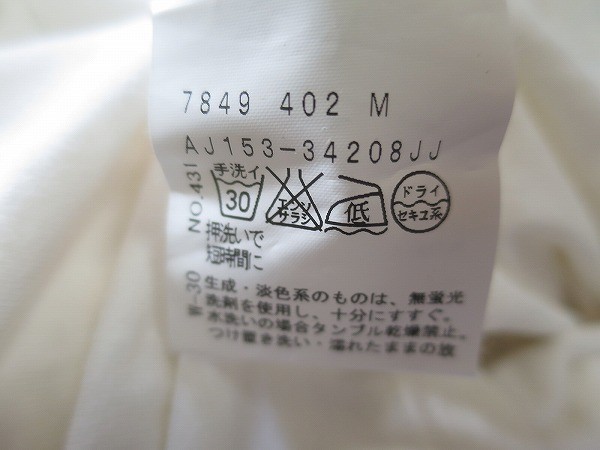 7849 402 M
AJ153-34208JJ
NO.431
手洗イ
30
エンソ
サラシ
低
ドライ
セキユ系
押洗いで
短時間に
-30
生成・淡色系のものは、無蛍光
洗剤を使用し、十分にすすぐ。
水洗いの場合タンブル乾燥禁止。
つけ置き洗い・濡れたままの放